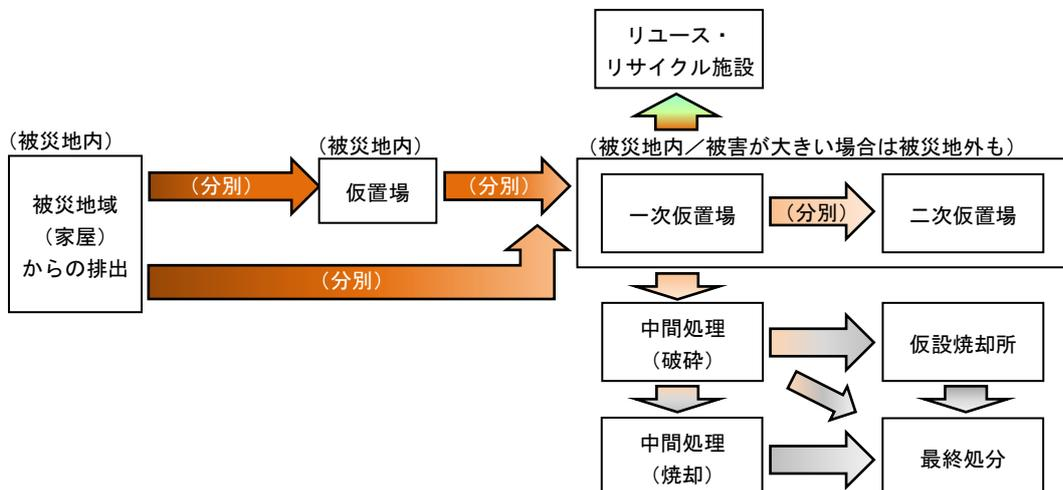 リユース・
リサイクル施設
（被災地内）
（被災地内）
（被災地内／被害が大きい場合は被災地外も）
被災地域
（家屋）
からの排出
（分別）
仮置場
（分別）
一次仮置場
（分別）
二次仮置場
（分別）
中間処理
（破砕）
仮設焼却所
中間処理
（焼却）
最終処分